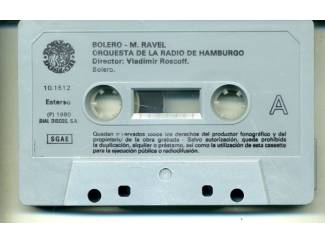 BOLERO - M. RAVEL
ORQUESTA DE LA RADIO DE HAMBURGO
Director: Vladimir Roscoff.
Bolero.
10.1512
Estereo
A
(P) 1980
DIAL DISCOS, S.A.
SGAE
Quedan reservados todos los derechos del productor fonográfico y del
propietario de la obra grabada - Salvo autorización, queda prohibida
la duplicación, alquiler o préstamo, así como la utilización de esta cassette
para la ejecución pública o radiodifusión.